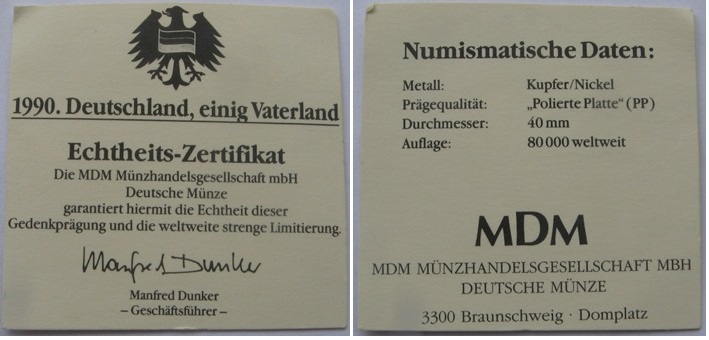 1990. Deutschland, einig Vaterland
Echtheits-Zertifikat
Die MDM Münzhandelsgesellschaft mbH
Deutsche Münze
garantiert hiermit die Echtheit dieser
Gedenkprägung und die weltweite strenge Limitierung.
Manfred Dunker
Manfred Dunker
– Geschäftsführer –
Numismatische Daten:
Metall: Kupfer/Nickel
Prägequalität: „Polierte Platte“ (PP)
Durchmesser: 40 mm
Auflage: 80 000 weltweit
MDM
MDM MÜNZHANDELSGESELLSCHAFT MBH
DEUTSCHE MÜNZE
3300 Braunschweig · Domplatz